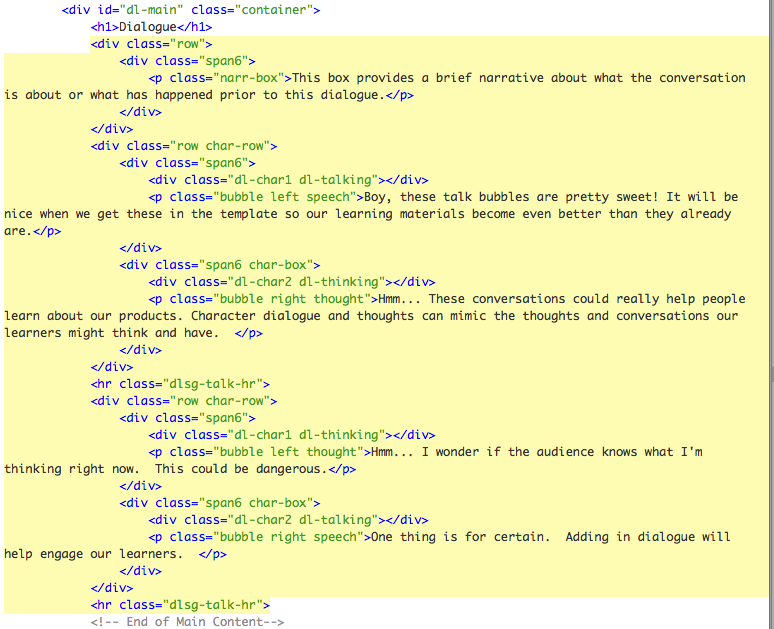 <div id="dl-main" class="container">
<h1>Dialogue</h1>
<div class="row">
<div class="span6">
<p class="narr-box">This box provides a brief narrative about what the conversation
is about or what has happened prior to this dialogue.</p>
</div>
</div>
<div class="row char-row">
<div class="span6">
<div class="dl-char1 dl-talking"></div>
<p class="bubble left speech">Boy, these talk bubbles are pretty sweet! It will be
nice when we get these in the template so our learning materials become even better than they already
are.</p>
</div>
<div class="span6 char-box">
<div class="dl-char2 dl-thinking"></div>
<p class="bubble right thought">Hmm... These conversations could really help people
learn about our products. Character dialogue and thoughts can mimic the thoughts and conversations our
learners might think and have.  </p>
</div>
</div>
<hr class="dlsg-talk-hr">
<div class="row char-row">
<div class="span6">
<div class="dl-char1 dl-thinking"></div>
<p class="bubble left thought">Hmm... I wonder if the audience knows what I'm
thinking right now.  This could be dangerous.</p>
</div>
<div class="span6 char-box">
<div class="dl-char2 dl-talking"></div>
<p class="bubble right speech">One thing is for certain.  Adding in dialogue will
help engage our learners.  </p>
</div>
</div>
<hr class="dlsg-talk-hr">
<!-- End of Main Content-->